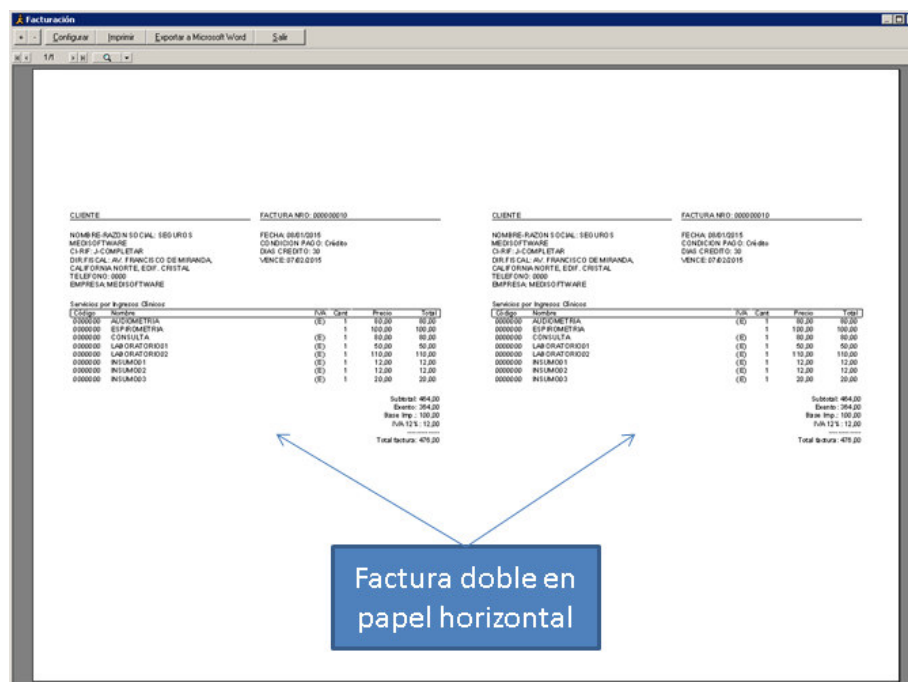 Facturación
+ - Configurar Imprimir Exportar a Microsoft Word Salir
1/1
CLIENTE FACTURA NRO: 000000010
NOMBRE-RAZON SOCIAL: SEGUROS MEDISOFTWARE
CI-RIF: J-COMPLETAR
DIR.FISCAL: AV. FRANCISCO DE MIRANDA,
CALIFORNIA NORTE, EDIF. CRISTAL
TELEFONO: 0000
EMPRESA: MEDISOFTWARE
FECHA: 08/01/2015
CONDICION PAGO: Crédito
DIAS CREDITO: 30
VENCE: 07/02/2015
Servicios por Ingresos Clinicos
Código Nombre IVA Cant Precio Total
0000000 AUDIOMETRIA (E) 1 80,00 80,00
0000000 ESPIROMETRIA 1 100,00 100,00
0000000 CONSULTA (E) 1 80,00 80,00
0000000 LABORATORIO01 (E) 1 50,00 50,00
0000000 LABORATORIO02 (E) 1 110,00 110,00
0000000 INSUMO01 (E) 1 12,00 12,00
0000000 INSUMO02 (E) 1 12,00 12,00
0000000 INSUMO03 (E) 1 20,00 20,00
Subtotal: 464,00
Exento: 364,00
Base Imp.: 100,00
IVA 12%: 12,00
Total factura: 476,00
CLIENTE FACTURA NRO: 000000010
NOMBRE-RAZON SOCIAL: SEGUROS
MEDISOFTWARE
CI-RIF: J-COMPLETAR
DIR.FISCAL: AV. FRANCISCO DE MIRANDA,
CALIFORNIA NORTE, EDIF. CRISTAL
TELEFONO: 0000
EMPRESA: MEDISOFTWARE
FECHA: 08/01/2015
CONDICION PAGO: Crédito
DIAS CREDITO: 30
VENCE: 07/02/2015
Servicios por Ingresos Clinicos
Código Nombre IVA Cant Precio Total
0000000 AUDIOMETRIA (E) 1 80,00 80,00
0000000 ESPIROMETRIA 1 100,00 100,00
0000000 CONSULTA (E) 1 80,00 80,00
0000000 LABORATORIO01 (E) 1 50,00 50,00
0000000 LABORATORIO02 (E) 1 110,00 110,00
0000000 INSUMO01 (E) 1 12,00 12,00
0000000 INSUMO02 (E) 1 12,00 12,00
0000000 INSUMO03 (E) 1 20,00 20,00
Subtotal: 464,00
Exento: 364,00
Base Imp.: 100,00
IVA 12%: 12,00
Total factura: 476,00
Factura doble en
papel horizontal